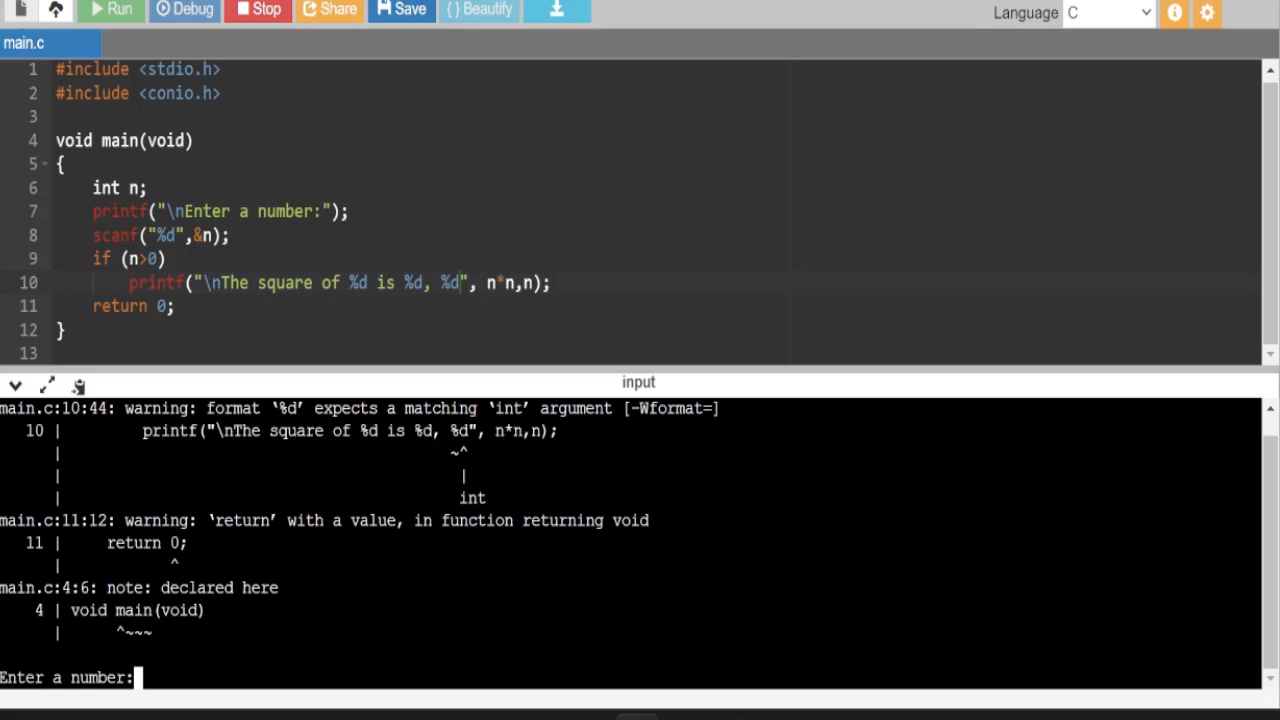 Run Debug Stop Share Save { } Beautify Language C
main.c
1 #include <stdio.h>
2 #include <conio.h>
3
4 void main(void)
5 {
6 int n;
7 printf("\nEnter a number:");
8 scanf("%d",&n);
9 if (n>0)
10 printf("\nThe square of %d is %d, %d", n*n,n);
11 return 0;
12 }
13
input
main.c:10:44: warning: format ‘%d’ expects a matching ‘int’ argument [-Wformat=]
10 | printf("\nThe square of %d is %d, %d", n*n,n);
| ~^
| |
| int
main.c:11:12: warning: ‘return’ with a value, in function returning void
11 | return 0;
| ^
main.c:4:6: note: declared here
4 | void main(void)
| ^~~~
Enter a number: